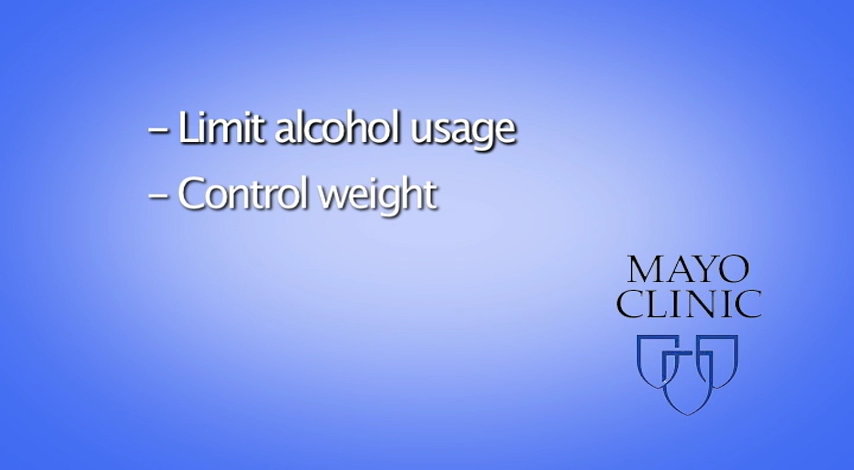 – Limit alcohol usage
– Control weight
MAYO
CLINIC